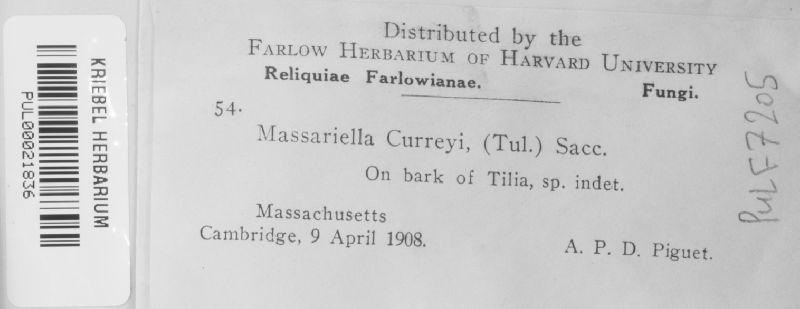 KRIEBEL HERBARIUM
PUL00021836
Distributed by the
FARLOW HERBARIUM OF HARVARD UNIVERSITY
Reliquiae Farlowianae. Fungi.
54.
Massariella Curreyi, (Tul.) Sacc.
On bark of Tilia, sp. indet.
Massachusetts
Cambridge, 9 April 1908. A. P. D. Piguet.
PUL F7205